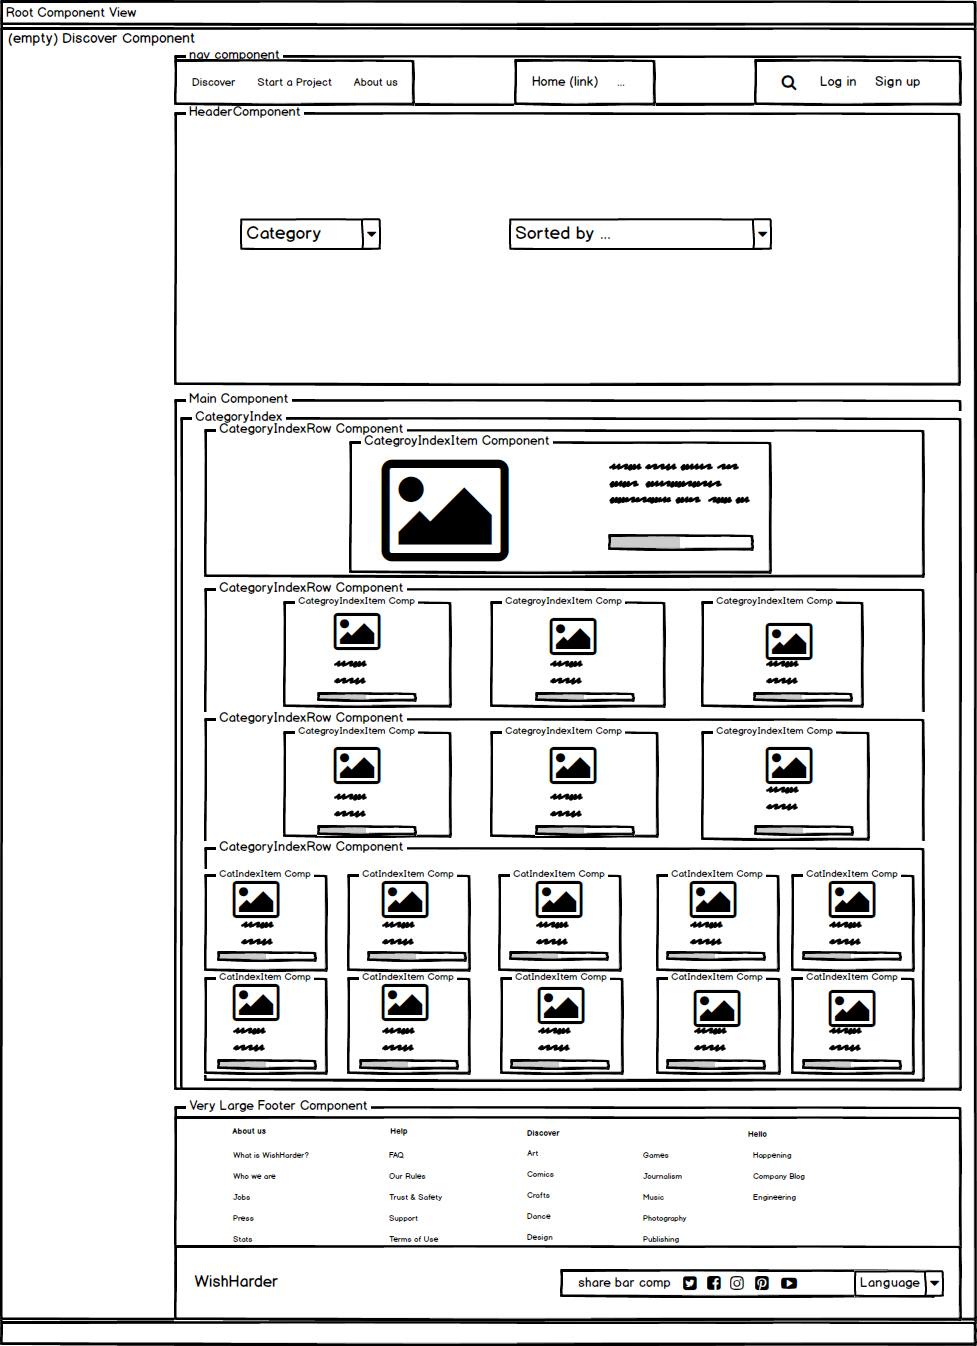 Root Component View
(empty) Discover Component
nav component
Discover Start a Project About us Home (link) ... Log in Sign up
HeaderComponent
Category Sorted by ...
Main Component
CategoryIndex
CategoryIndexRow Component
CategroyIndexItem Component
CategoryIndexRow Component
CategroyIndexItem Comp CategroyIndexItem Comp CategroyIndexItem Comp
CategoryIndexRow Component
CategroyIndexItem Comp CategroyIndexItem Comp CategroyIndexItem Comp
CategoryIndexRow Component
CatIndexItem Comp CatIndexItem Comp CatIndexItem Comp CatIndexItem Comp CatIndexItem Comp
CatIndexItem Comp CatIndexItem Comp CatIndexItem Comp CatIndexItem Comp CatIndexItem Comp
Very Large Footer Component
About us Help Discover Hello
What is WishHarder? FAQ Art Games Happening
Who we are Our Rules Comics Journalism Company Blog
Jobs Trust & Safety Crafts Music Engineering
Press Support Dance Photography
Stats Terms of Use Design Publishing
WishHarder share bar comp Language